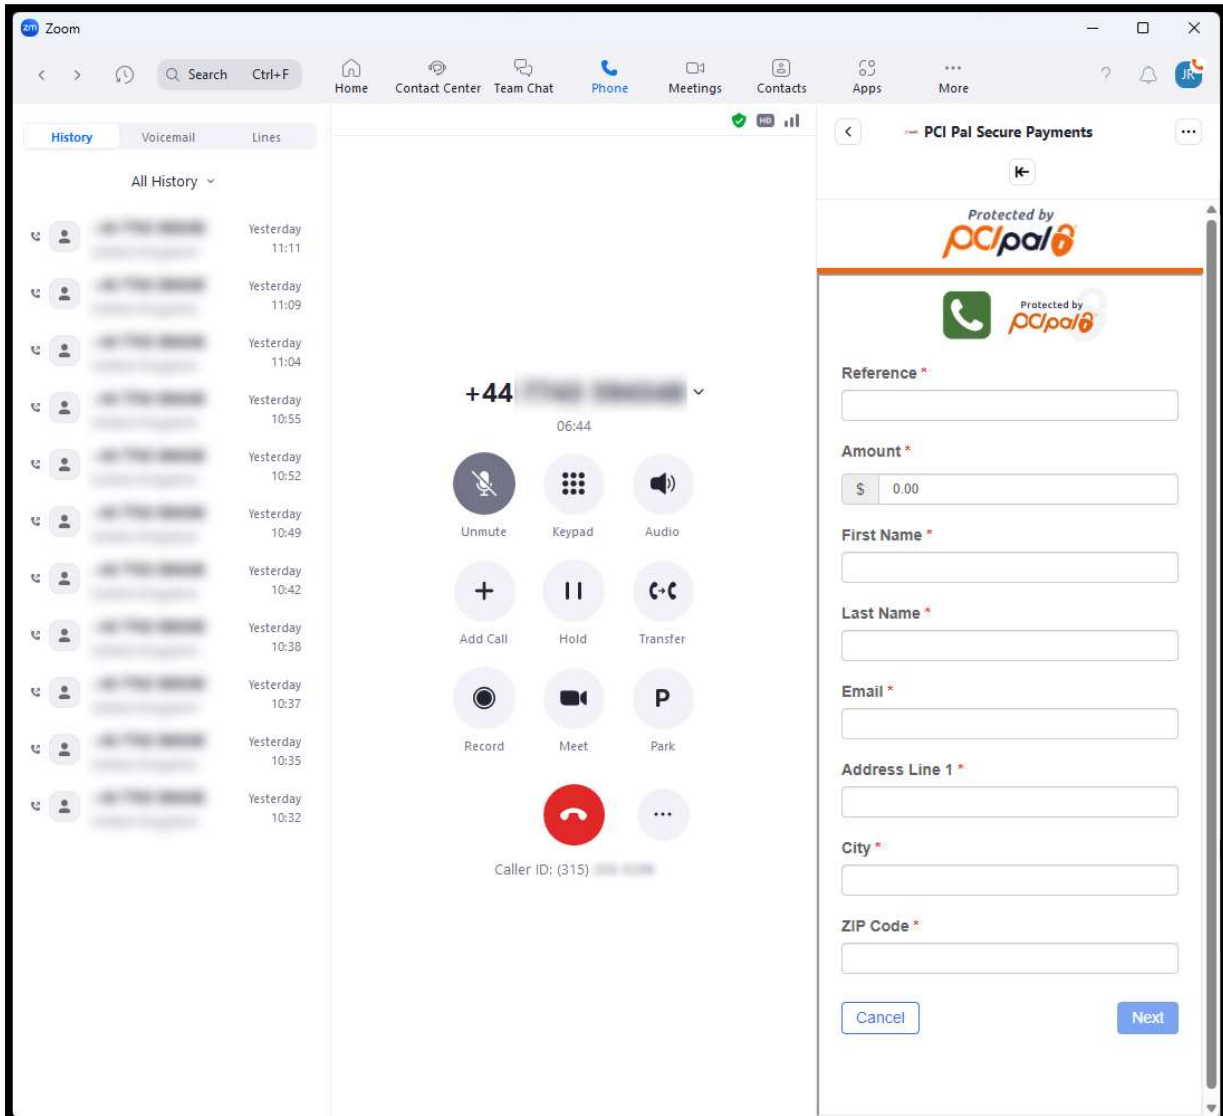 zm Zoom
Search Ctrl+F
Home
Contact Center
Team Chat
Phone
Meetings
Contacts
Apps
More
JR
History
Voicemail
Lines
All History
Yesterday
11:11
Yesterday
11:09
Yesterday
11:04
Yesterday
10:55
Yesterday
10:52
Yesterday
10:49
Yesterday
10:42
Yesterday
10:38
Yesterday
10:37
Yesterday
10:35
Yesterday
10:32
HD
+44
06:44
Unmute
Keypad
Audio
Add Call
Hold
Transfer
Record
Meet
P
Park
Caller ID: (315)
PCI Pal Secure Payments
Protected by
pcipal
Protected by
pcipal
Reference *
Amount *
$ 0.00
First Name *
Last Name *
Email *
Address Line 1 *
City *
ZIP Code *
Cancel
Next